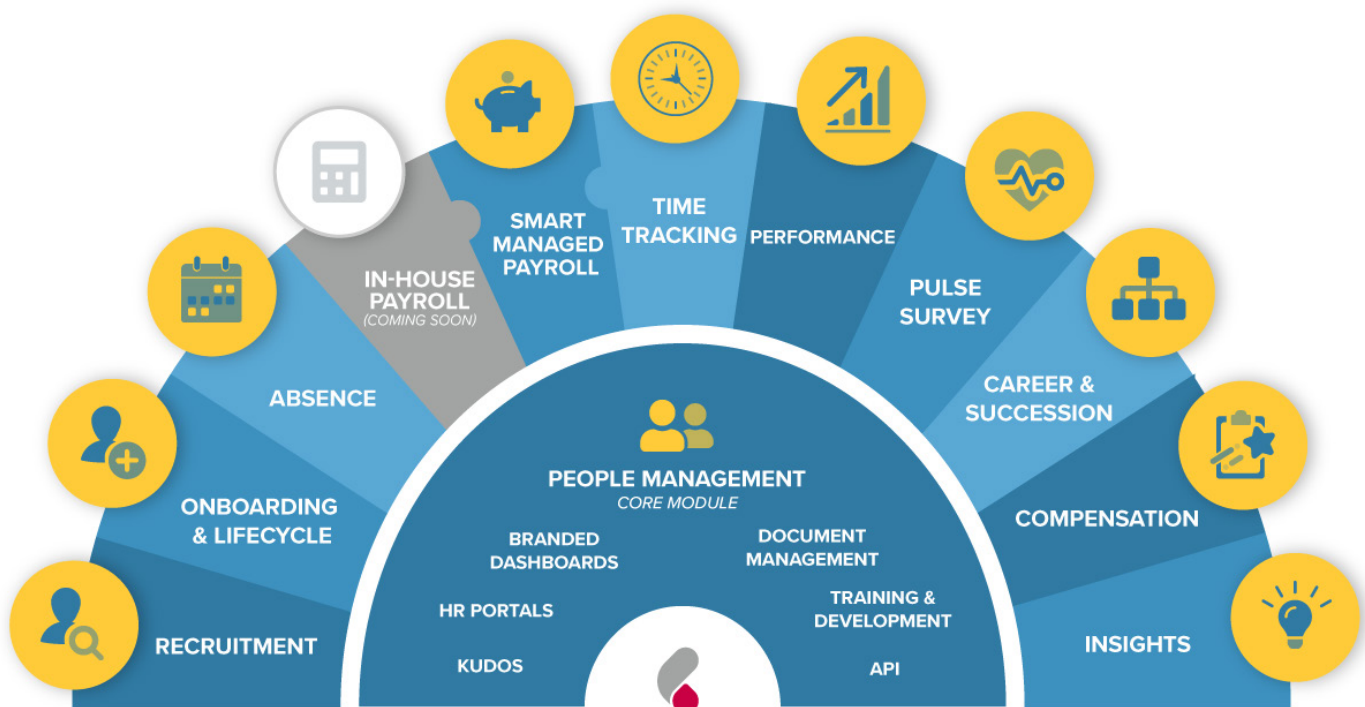 RECRUITMENT
ONBOARDING
& LIFECYCLE
ABSENCE
IN-HOUSE
PAYROLL
(COMING SOON)
SMART
MANAGED
PAYROLL
TIME
TRACKING
PERFORMANCE
PULSE
SURVEY
CAREER &
SUCCESSION
COMPENSATION
INSIGHTS
PEOPLE MANAGEMENT
CORE MODULE
BRANDED
DASHBOARDS
HR PORTALS
KUDOS
DOCUMENT
MANAGEMENT
TRAINING &
DEVELOPMENT
API